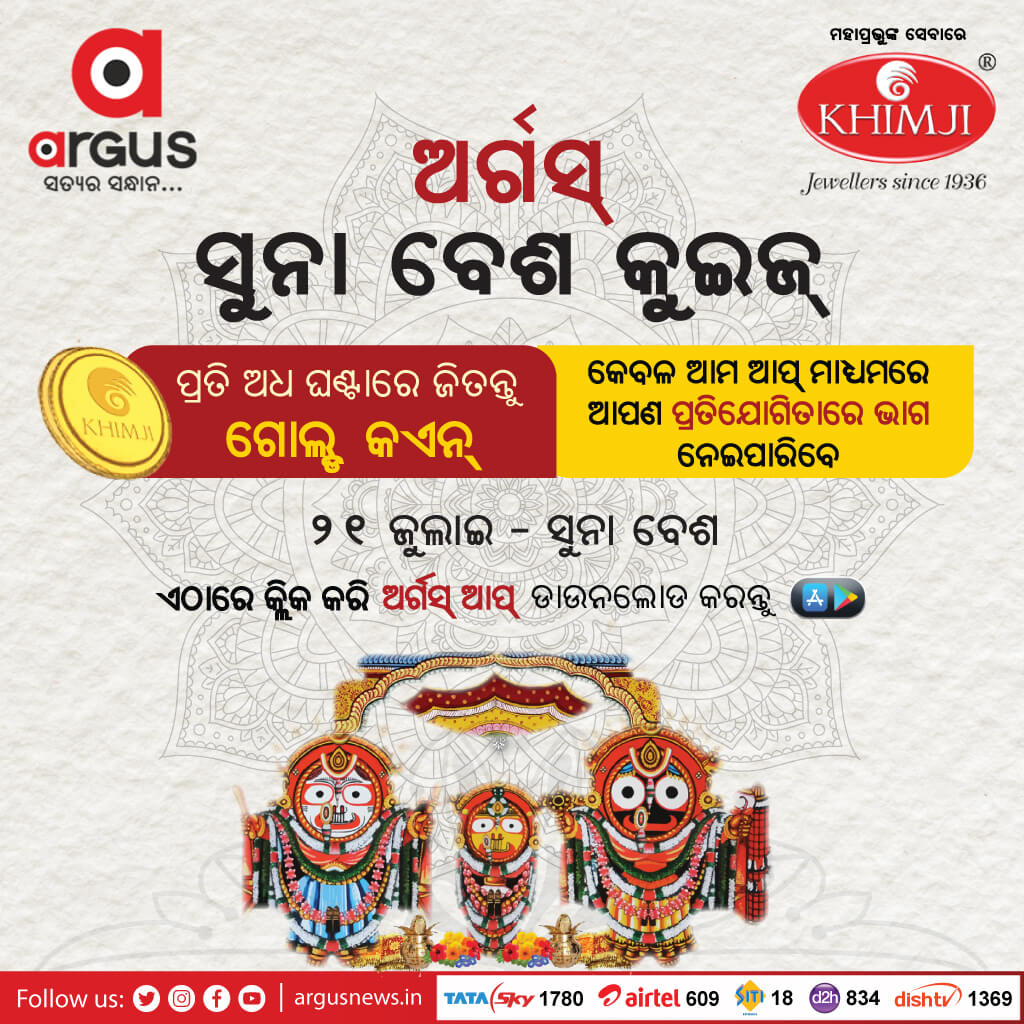 argus
ସତ୍ୟର ସନ୍ଧାନ...
ମହାପ୍ରଭୁଙ୍କ ସେବାରେ
KHIMJI ®
Jewellers since 1936
ଅର୍ଗସ୍
ସୁନା ବେଶ କୁଇଜ୍
KHIMJI
ପ୍ରତି ଅଧ ଘଣ୍ଟାରେ ଜିତନ୍ତୁ
ଗୋଲ୍ଡ କଏନ୍
କେବଳ ଆମ ଆପ୍ ମାଧ୍ୟମରେ
ଆପଣ ପ୍ରତିଯୋଗିତାରେ ଭାଗ
ନେଇପାରିବେ
୨୧ ଜୁଲାଇ - ସୁନା ବେଶ
ଏଠାରେ କ୍ଲିକ କରି ଅର୍ଗସ୍ ଆପ୍ ଡାଉନଲୋଡ କରନ୍ତୁ
Follow us: | argusnews.in TATA sky 1780 airtel 609 SITI 18 d2h 834 dishtv 1369